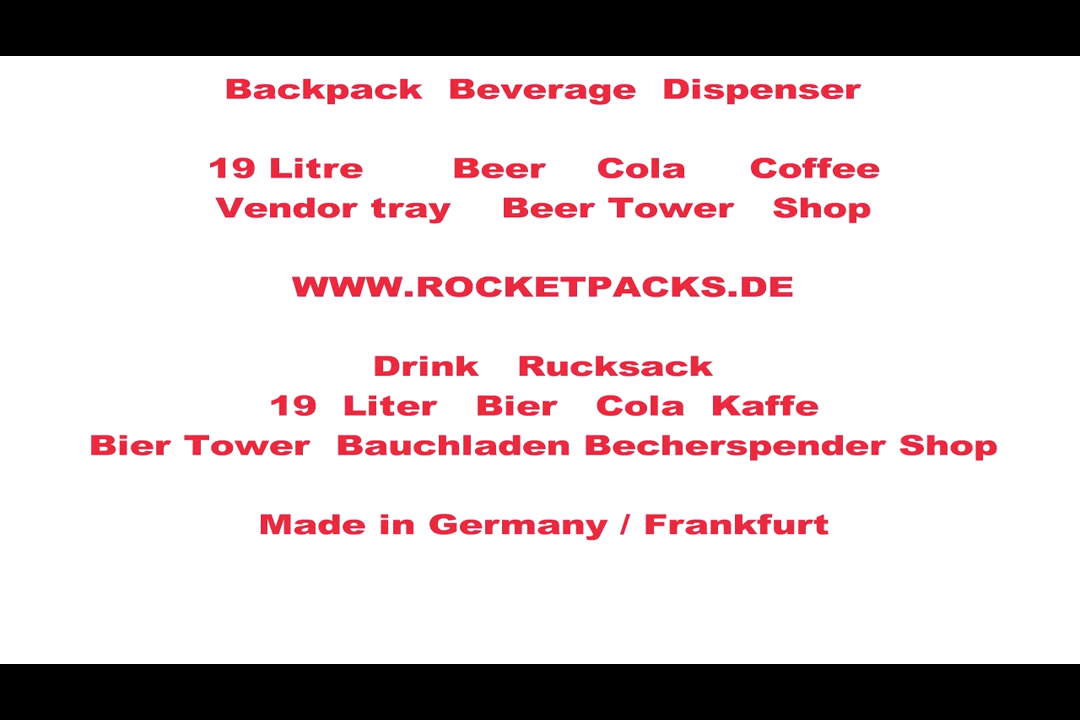 Backpack Beverage Dispenser
19 Litre Beer Cola Coffee
Vendor tray Beer Tower Shop
WWW.ROCKETPACKS.DE
Drink Rucksack
19 Liter Bier Cola Kaffe
Bier Tower Bauchladen Becherspender Shop
Made in Germany / Frankfurt